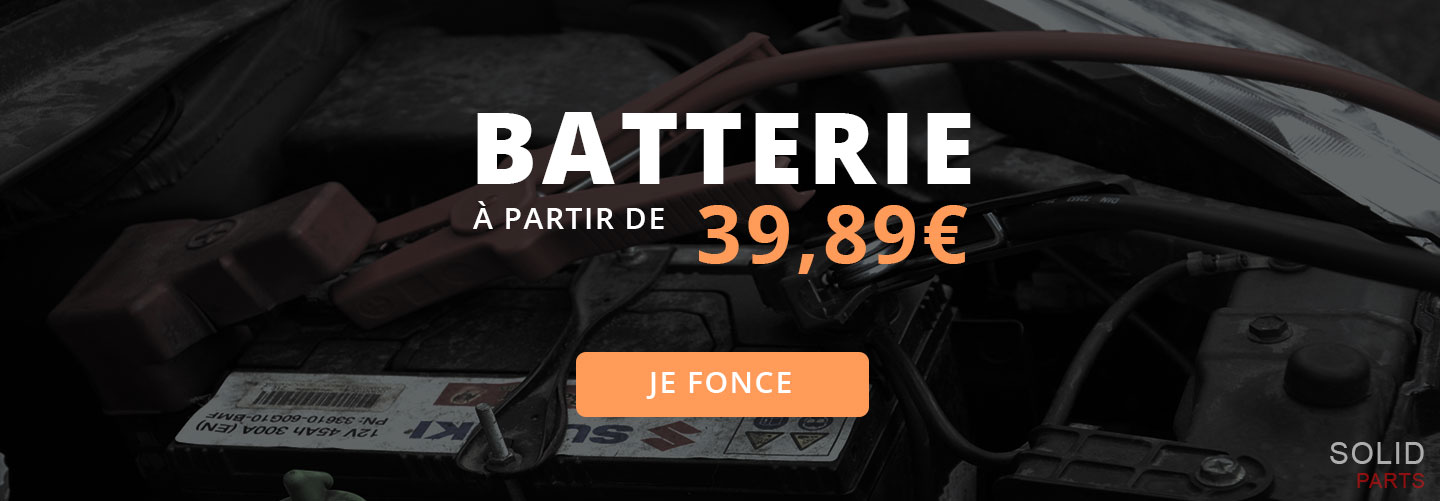 BATTERIE
À PARTIR DE 39,89€
JE FONCE
SUZUKI
12V 45Ah 300A (EN)
PN: 33610-60G10-BMF
SOLID
PARTS